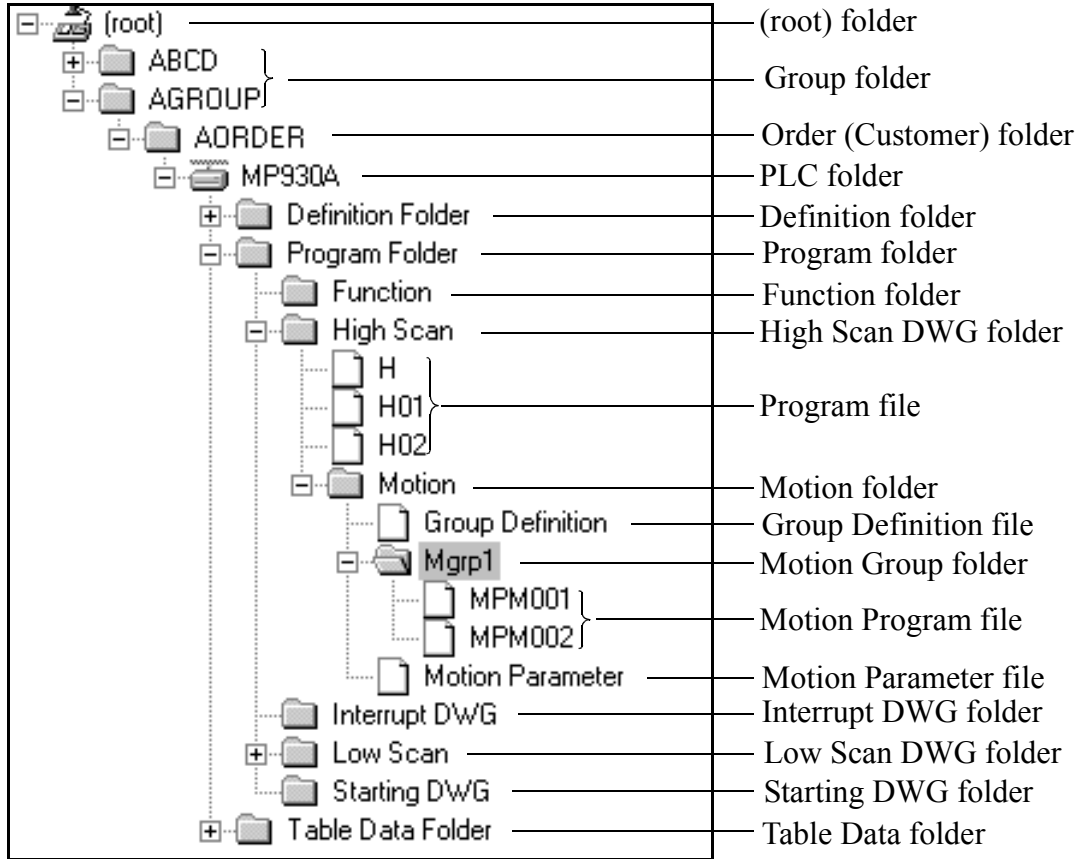 (root) (root) folder
ABCD
Group folder
AGROUP
AORDER Order (Customer) folder
MP930A PLC folder
Definition Folder Definition folder
Program Folder Program folder
Function Function folder
High Scan High Scan DWG folder
H
H01 Program file
H02
Motion Motion folder
Group Definition Group Definition file
Mgrp1 Motion Group folder
MPM001
Motion Program file
MPM002
Motion Parameter Motion Parameter file
Interrupt DWG Interrupt DWG folder
Low Scan Low Scan DWG folder
Starting DWG Starting DWG folder
Table Data Folder Table Data folder